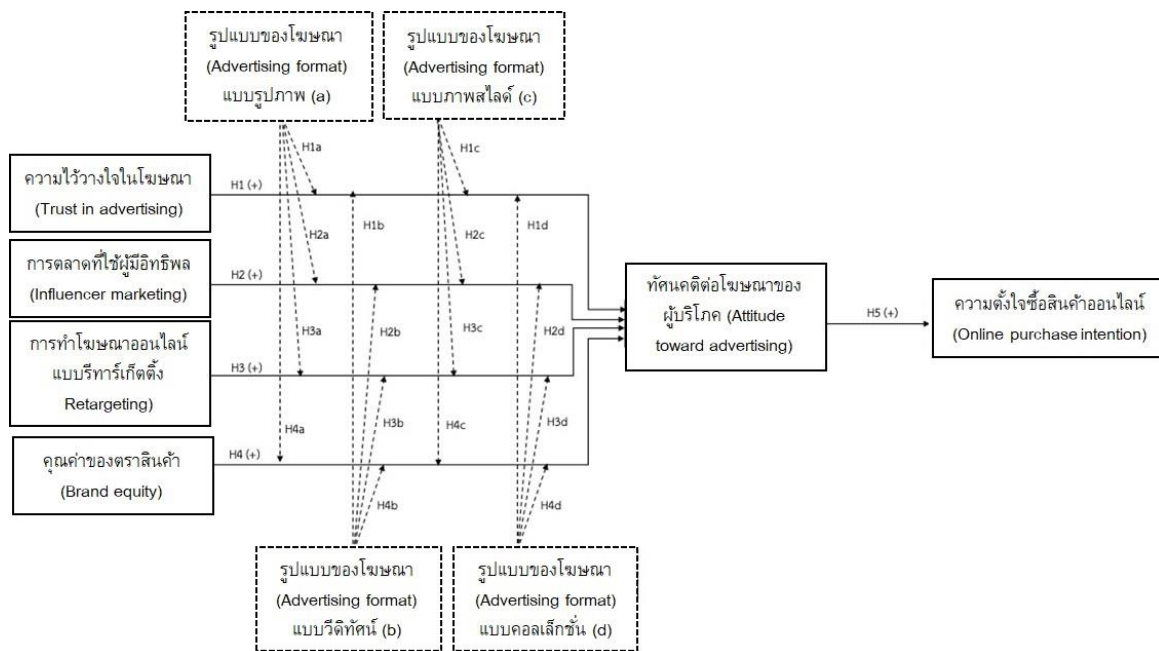 รูปแบบของโฆษณา
(Advertising format)
แบบรูปภาพ (a)
รูปแบบของโฆษณา
(Advertising format)
แบบภาพสไลด์ (c)
H1a
H1c
ความไว้วางใจในโฆษณา
(Trust in advertising)
H1 (+)
H1b
H1d
H2a
H2c
การตลาดที่ใช้ผู้มีอิทธิพล
(Influencer marketing)
H2 (+)
H3a
H2b
H3c
H2d
การทำโฆษณาออนไลน์
แบบรีทาร์เก็ตติ้ง
Retargeting)
H3 (+)
ทัศนคติต่อโฆษณาของ
ผู้บริโภค (Attitude
toward advertising)
H5 (+)
ความตั้งใจซื้อสินค้าออนไลน์
(Online purchase intention)
H4a
H3b
H4c
H3d
คุณค่าของตราสินค้า
(Brand equity)
H4 (+)
H4b
H4d
รูปแบบของโฆษณา
(Advertising format)
แบบวีดิทัศน์ (b)
รูปแบบของโฆษณา
(Advertising format)
แบบคอลเล็กชั่น (d)